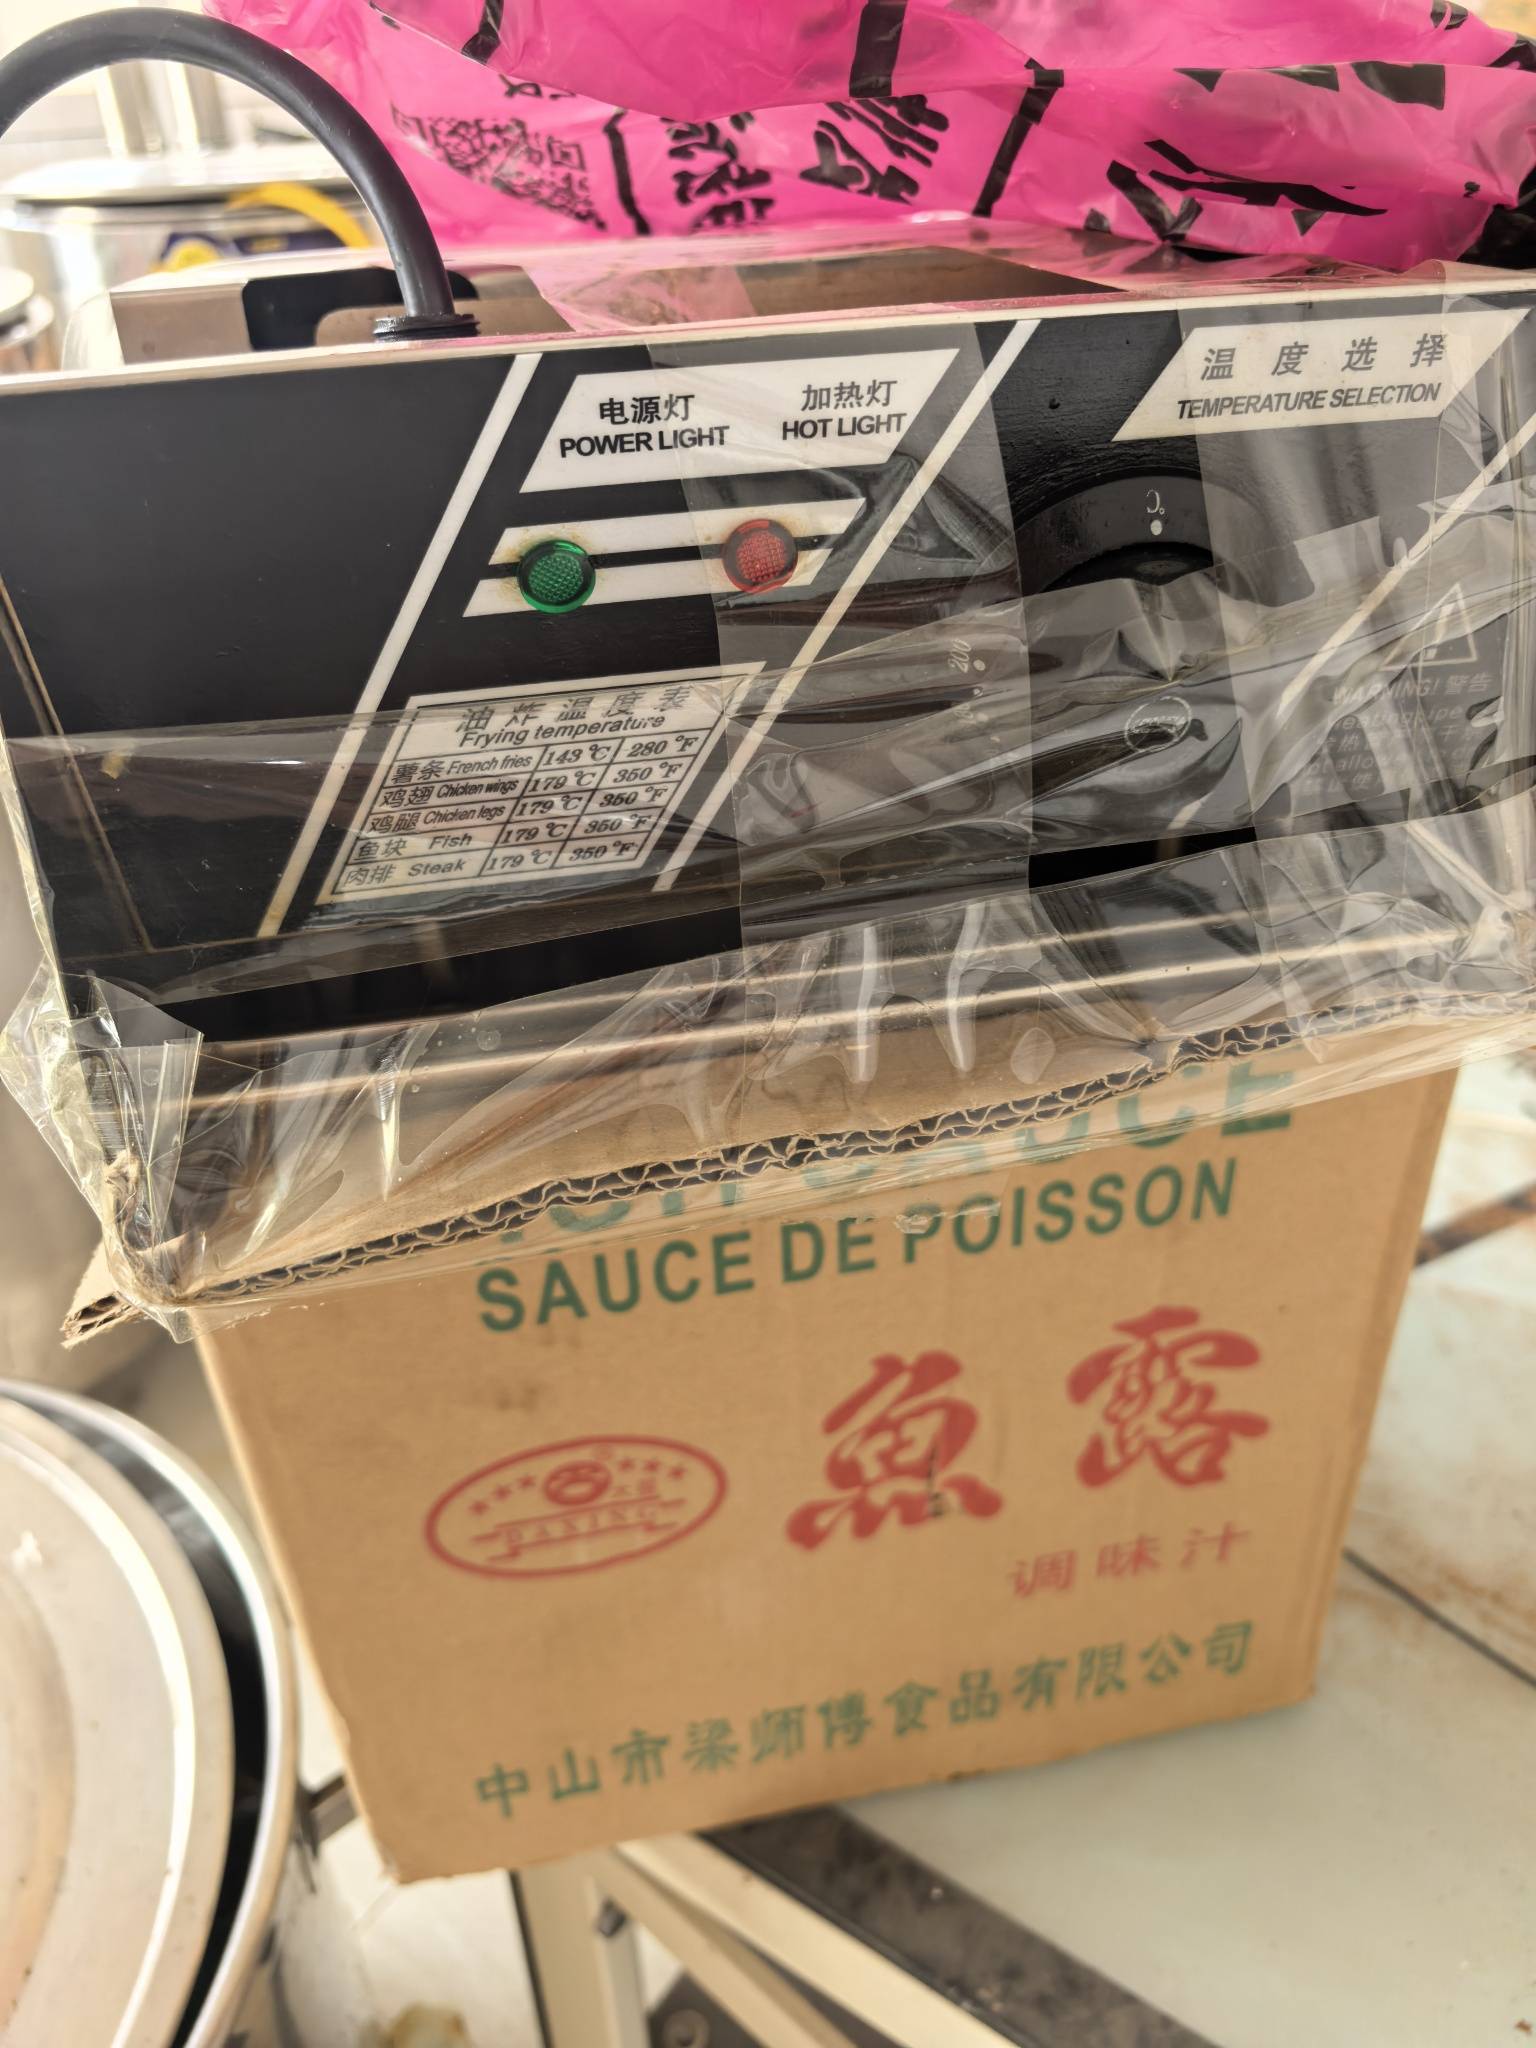 电源灯
POWER LIGHT
加热灯
HOT LIGHT
温度选择
TEMPERATURE SELECTION
℃
200
油炸温度表
Frying temperature
薯条 French fries 143℃ 280℉
鸡翅 Chicken wings 179℃ 350℉
鸡腿 Chicken legs 179℃ 350℉
鱼块 Fish 179℃ 350℉
肉排 Steak 179℃ 350℉
WARNING! 警告
SAUCE
SAUCE DE POISSON
魚露
DAXING
调味汁
中山市梁师傅食品有限公司